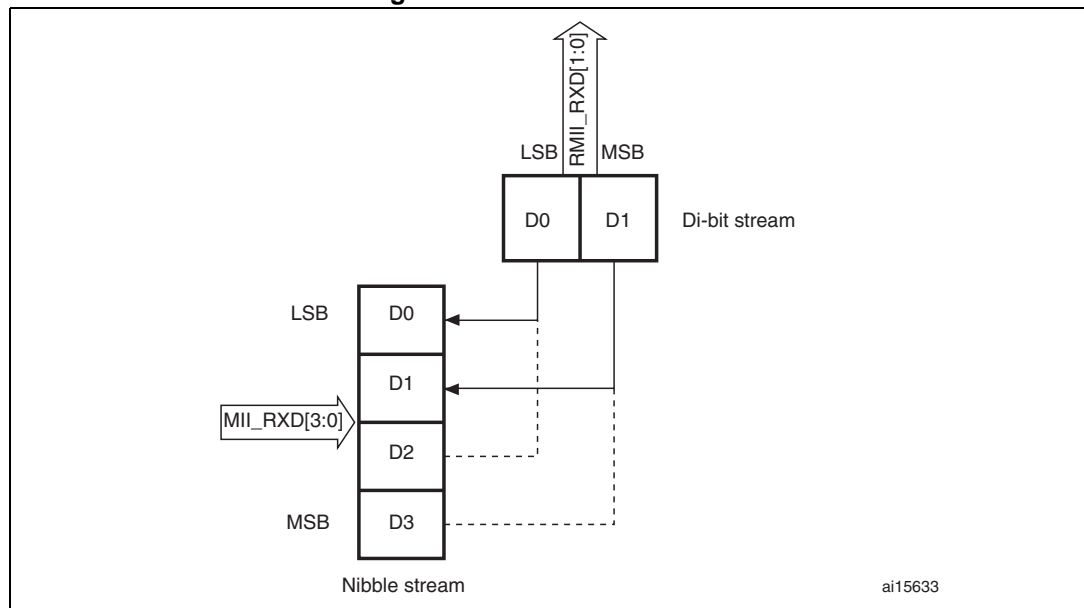 RMII_RXD[1:0]
LSB MSB
D0 D1 Di-bit stream
LSB D0
D1
MII_RXD[3:0]
D2
MSB D3
Nibble stream
ai15633